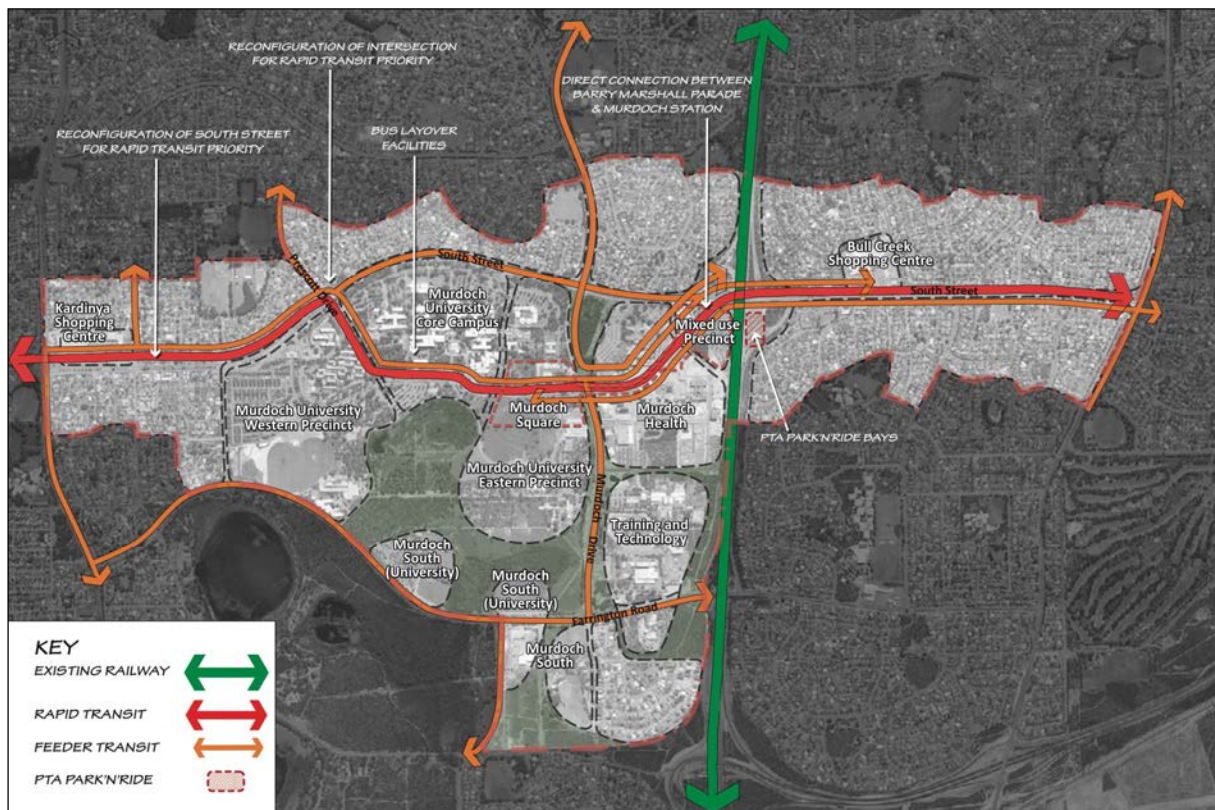 RECONFIGURATION OF INTERSECTION
FOR RAPID TRANSIT PRIORITY
DIRECT CONNECTION BETWEEN
BARRY MARSHALL PARADE
& MURDOCH STATION
RECONFIGURATION OF SOUTH STREET
FOR RAPID TRANSIT PRIORITY
BUS LAYOVER
FACILITIES
Prescott Drive
South Street
Bull Creek
Shopping Centre
South Street
Kardinya
Shopping
Centre
Murdoch
University
Core Campus
Mixed use
Precinct
Murdoch University
Western Precinct
Murdoch
Square
Murdoch
Health
PTA PARK'N'RIDE BAYS
Murdoch University
Eastern Precinct
Murdoch Drive
Training and
Technology
Murdoch
South
(University)
Murdoch
South
(University)
Farrington Road
Murdoch
South
KEY
EXISTING RAILWAY
RAPID TRANSIT
FEEDER TRANSIT
PTA PARK'N'RIDE